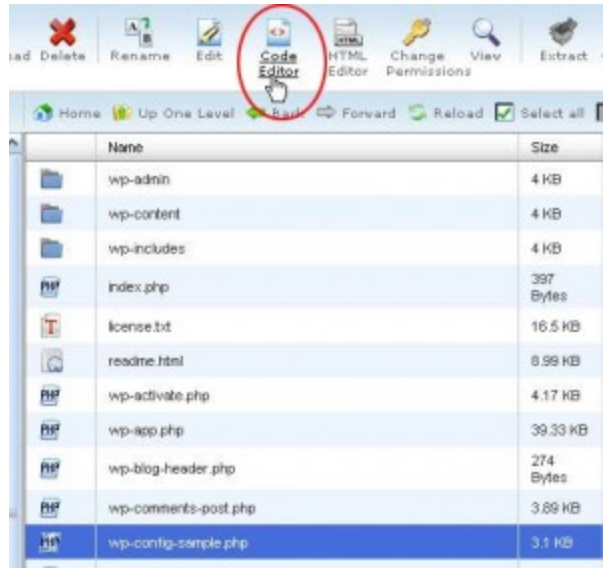 Delete Rename Edit Code Editor HTML Editor Change Permissions View Extract
Home Up One Level Back Forward Reload Select all
Name Size
wp-admin 4 KB
wp-content 4 KB
wp-includes 4 KB
index.php 397 Bytes
license.txt 16.5 KB
readme.html 8.99 KB
wp-activate.php 4.17 KB
wp-app.php 39.33 KB
wp-blog-header.php 274 Bytes
wp-comments-post.php 3.89 KB
wp-config-sample.php 3.1 KB